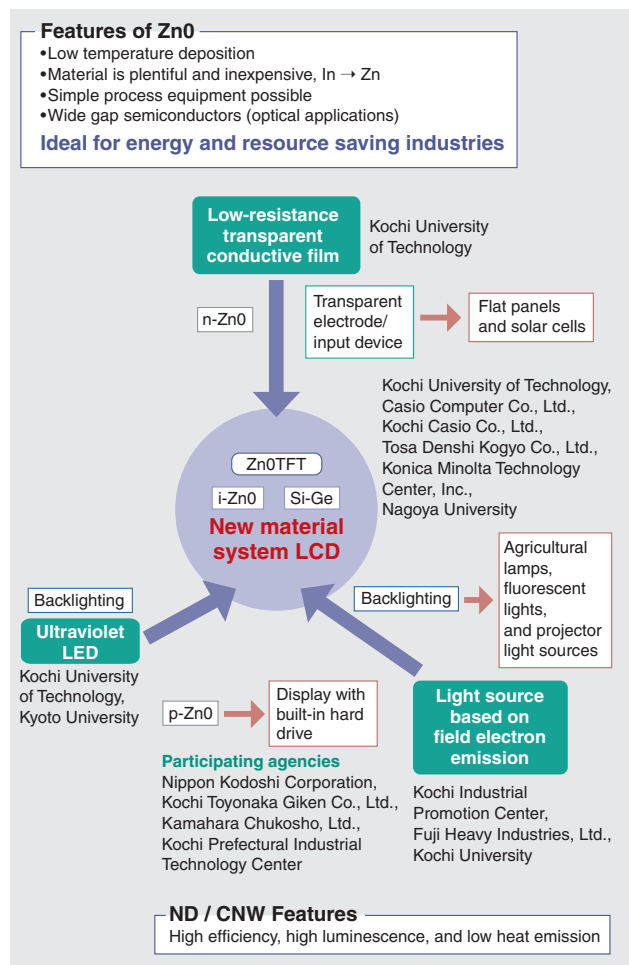 Features of Zn0
•Low temperature deposition
•Material is plentiful and inexpensive, In → Zn
•Simple process equipment possible
•Wide gap semiconductors (optical applications)
Ideal for energy and resource saving industries
Low-resistance
transparent
conductive film
Kochi University
of Technology
n-Zn0
Transparent
electrode/
input device
Flat panels
and solar cells
Kochi University of Technology,
Casio Computer Co., Ltd.,
Kochi Casio Co., Ltd.,
Tosa Denshi Kogyo Co., Ltd.,
Konica Minolta Technology
Center, Inc.,
Nagoya University
Zn0TFT
i-Zn0
Si-Ge
New material
system LCD
Agricultural
lamps,
fluorescent
lights,
and projector
light sources
Backlighting
Backlighting
Ultraviolet
LED
Kochi University
of Technology,
Kyoto University
p-Zn0
Display with
built-in hard
drive
Participating agencies
Nippon Kodoshi Corporation,
Kochi Toyonaka Giken Co., Ltd.,
Kamahara Chukosho, Ltd.,
Kochi Prefectural Industrial
Technology Center
Light source
based on
field electron
emission
Kochi Industrial
Promotion Center,
Fuji Heavy Industries, Ltd.,
Kochi University
ND / CNW Features
High efficiency, high luminescence, and low heat emission